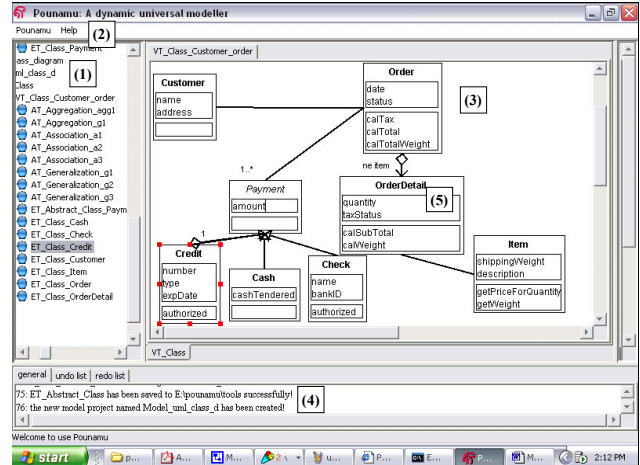 Pounamu: A dynamic universal modeller
Pounamu Help
(2)
ET_Class_Payment
ass_diagram
ml_class_d
Class
VT_Class_Customer_order
AT_Aggregation_agg1
AT_Aggregation_g1
AT_Association_a1
AT_Association_a2
AT_Association_a3
AT_Generalization_g1
AT_Generalization_g2
AT_Generalization_g3
ET_Abstract_Class_Paym
ET_Class_Cash
ET_Class_Check
ET_Class_Credit
ET_Class_Customer
ET_Class_Item
ET_Class_Order
ET_Class_OrderDetail
(1)
VT_Class_Customer_order
Customer
name
address
Order
date
status
calTax
calTotal
calTotalWeight
(3)
1..*
ne item
Payment
amount
OrderDetail
quantity
taxStatus
calSubTotal
calWeight
(5)
1
Credit
number
type
expDate
authorized
Cash
cashTendered
Check
name
bankID
authorized
Item
shippingWeight
description
getPriceForQuantity
getWeight
VT_Class
general undo list redo list
75: ET_Abstract_Class has been saved to E:\pounamu\tools successfully!
76: the new model project named Model_uml_class_d has been created!
(4)
Welcome to use Pounamu
start
p...
A...
M...
2
u...
P...
E...
P...
M...
2:12 PM